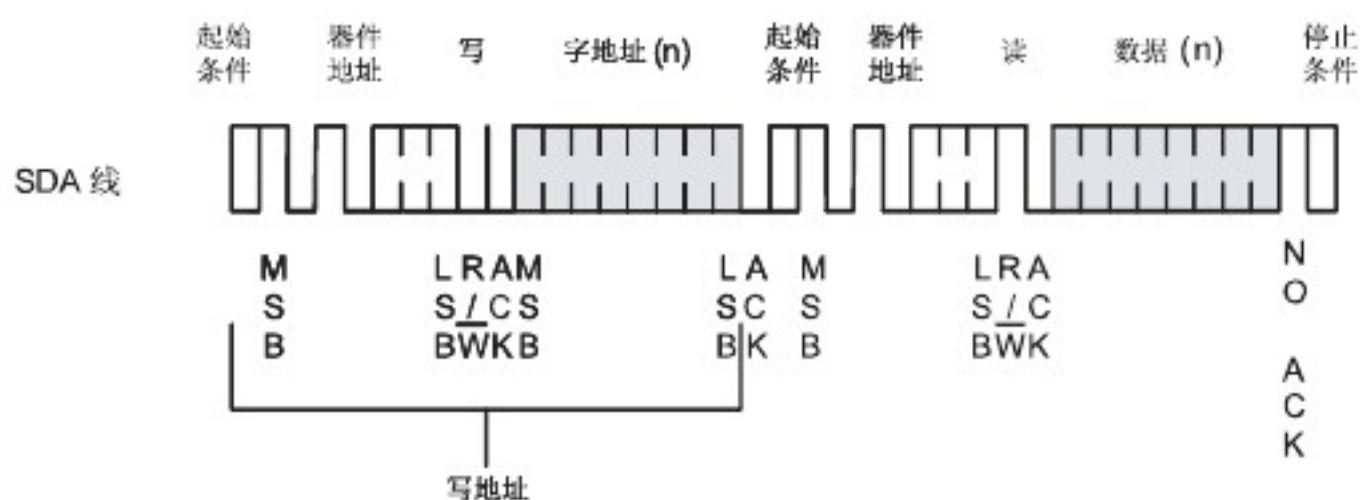 起始 器件 写 字地址 (n) 起始 器件 读 数据 (n) 停止
条件 地址 条件 地址 条件
SDA 线
M L R A M L A M L R A N
S S / C S S C S S / C O
B B W K B B K B B W K
A
C
K
写地址